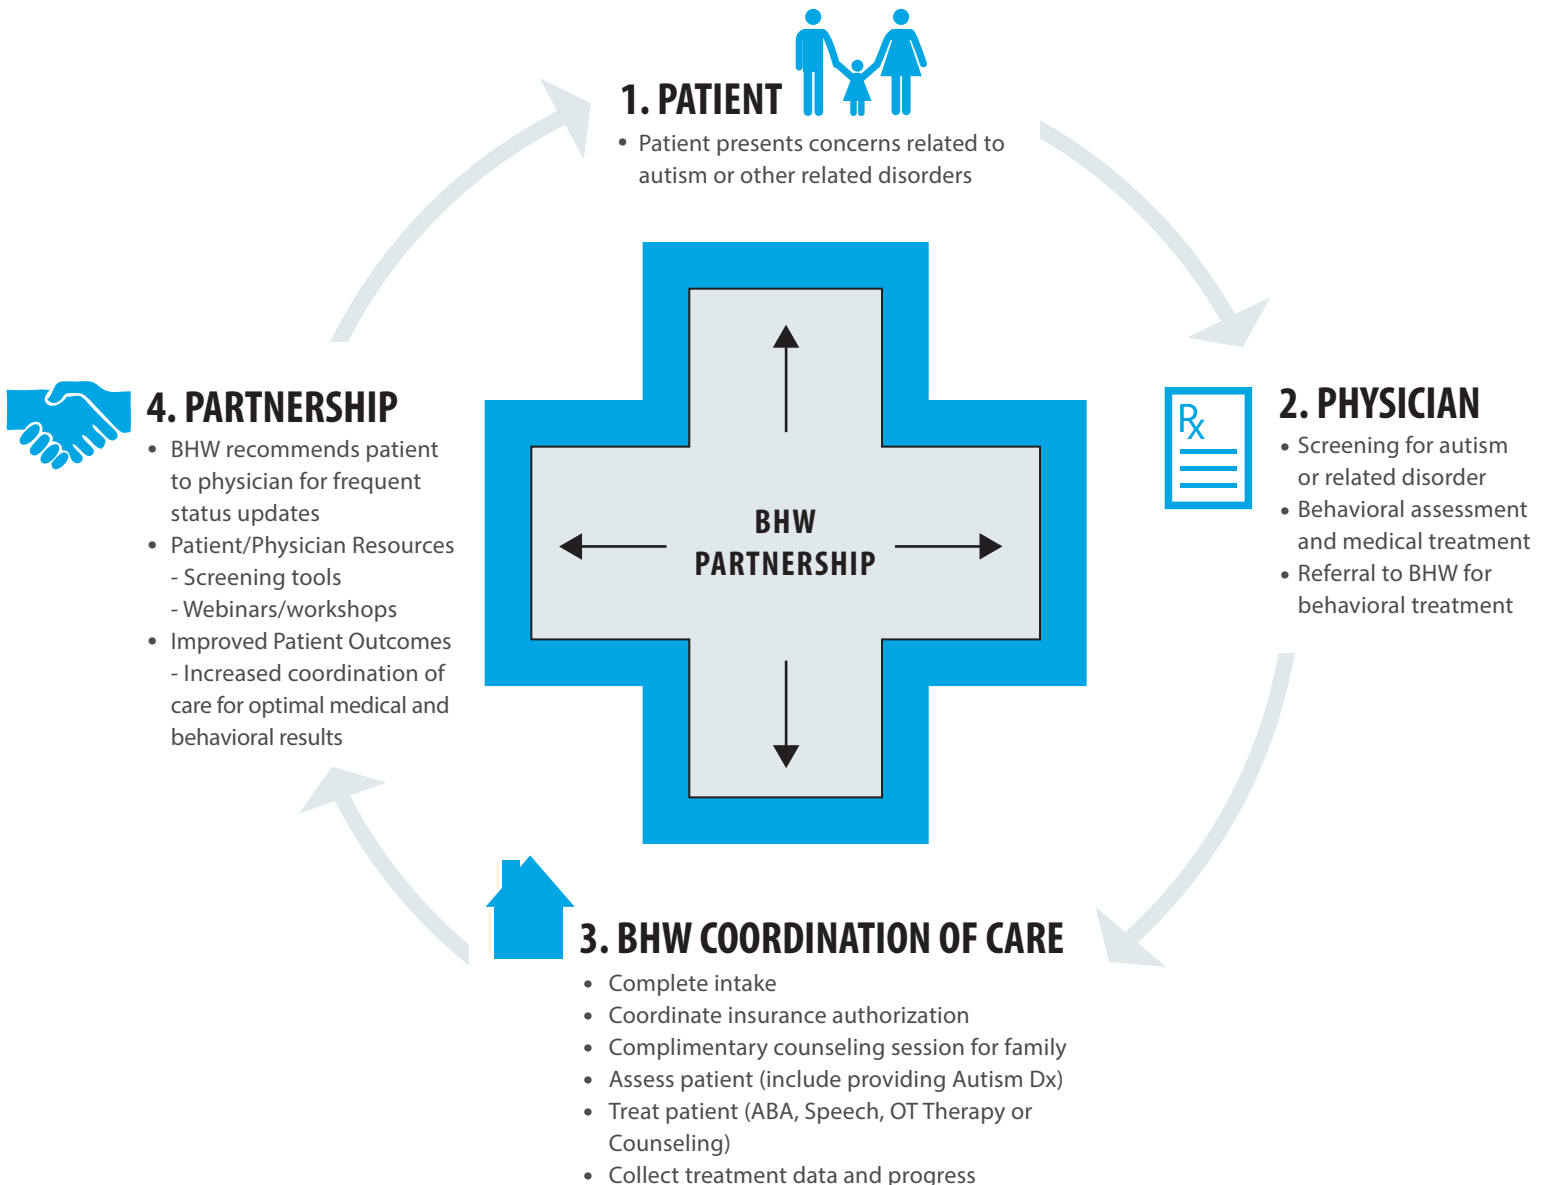 1. PATIENT
• Patient presents concerns related to
autism or other related disorders
2. PHYSICIAN
Rx
• Screening for autism
or related disorder
• Behavioral assessment
and medical treatment
• Referral to BHW for
behavioral treatment
BHW
PARTNERSHIP
3. BHW COORDINATION OF CARE
• Complete intake
• Coordinate insurance authorization
• Complimentary counseling session for family
• Assess patient (include providing Autism Dx)
• Treat patient (ABA, Speech, OT Therapy or
Counseling)
• Collect treatment data and progress
4. PARTNERSHIP
• BHW recommends patient
to physician for frequent
status updates
• Patient/Physician Resources
- Screening tools
- Webinars/workshops
• Improved Patient Outcomes
- Increased coordination of
care for optimal medical and
behavioral results